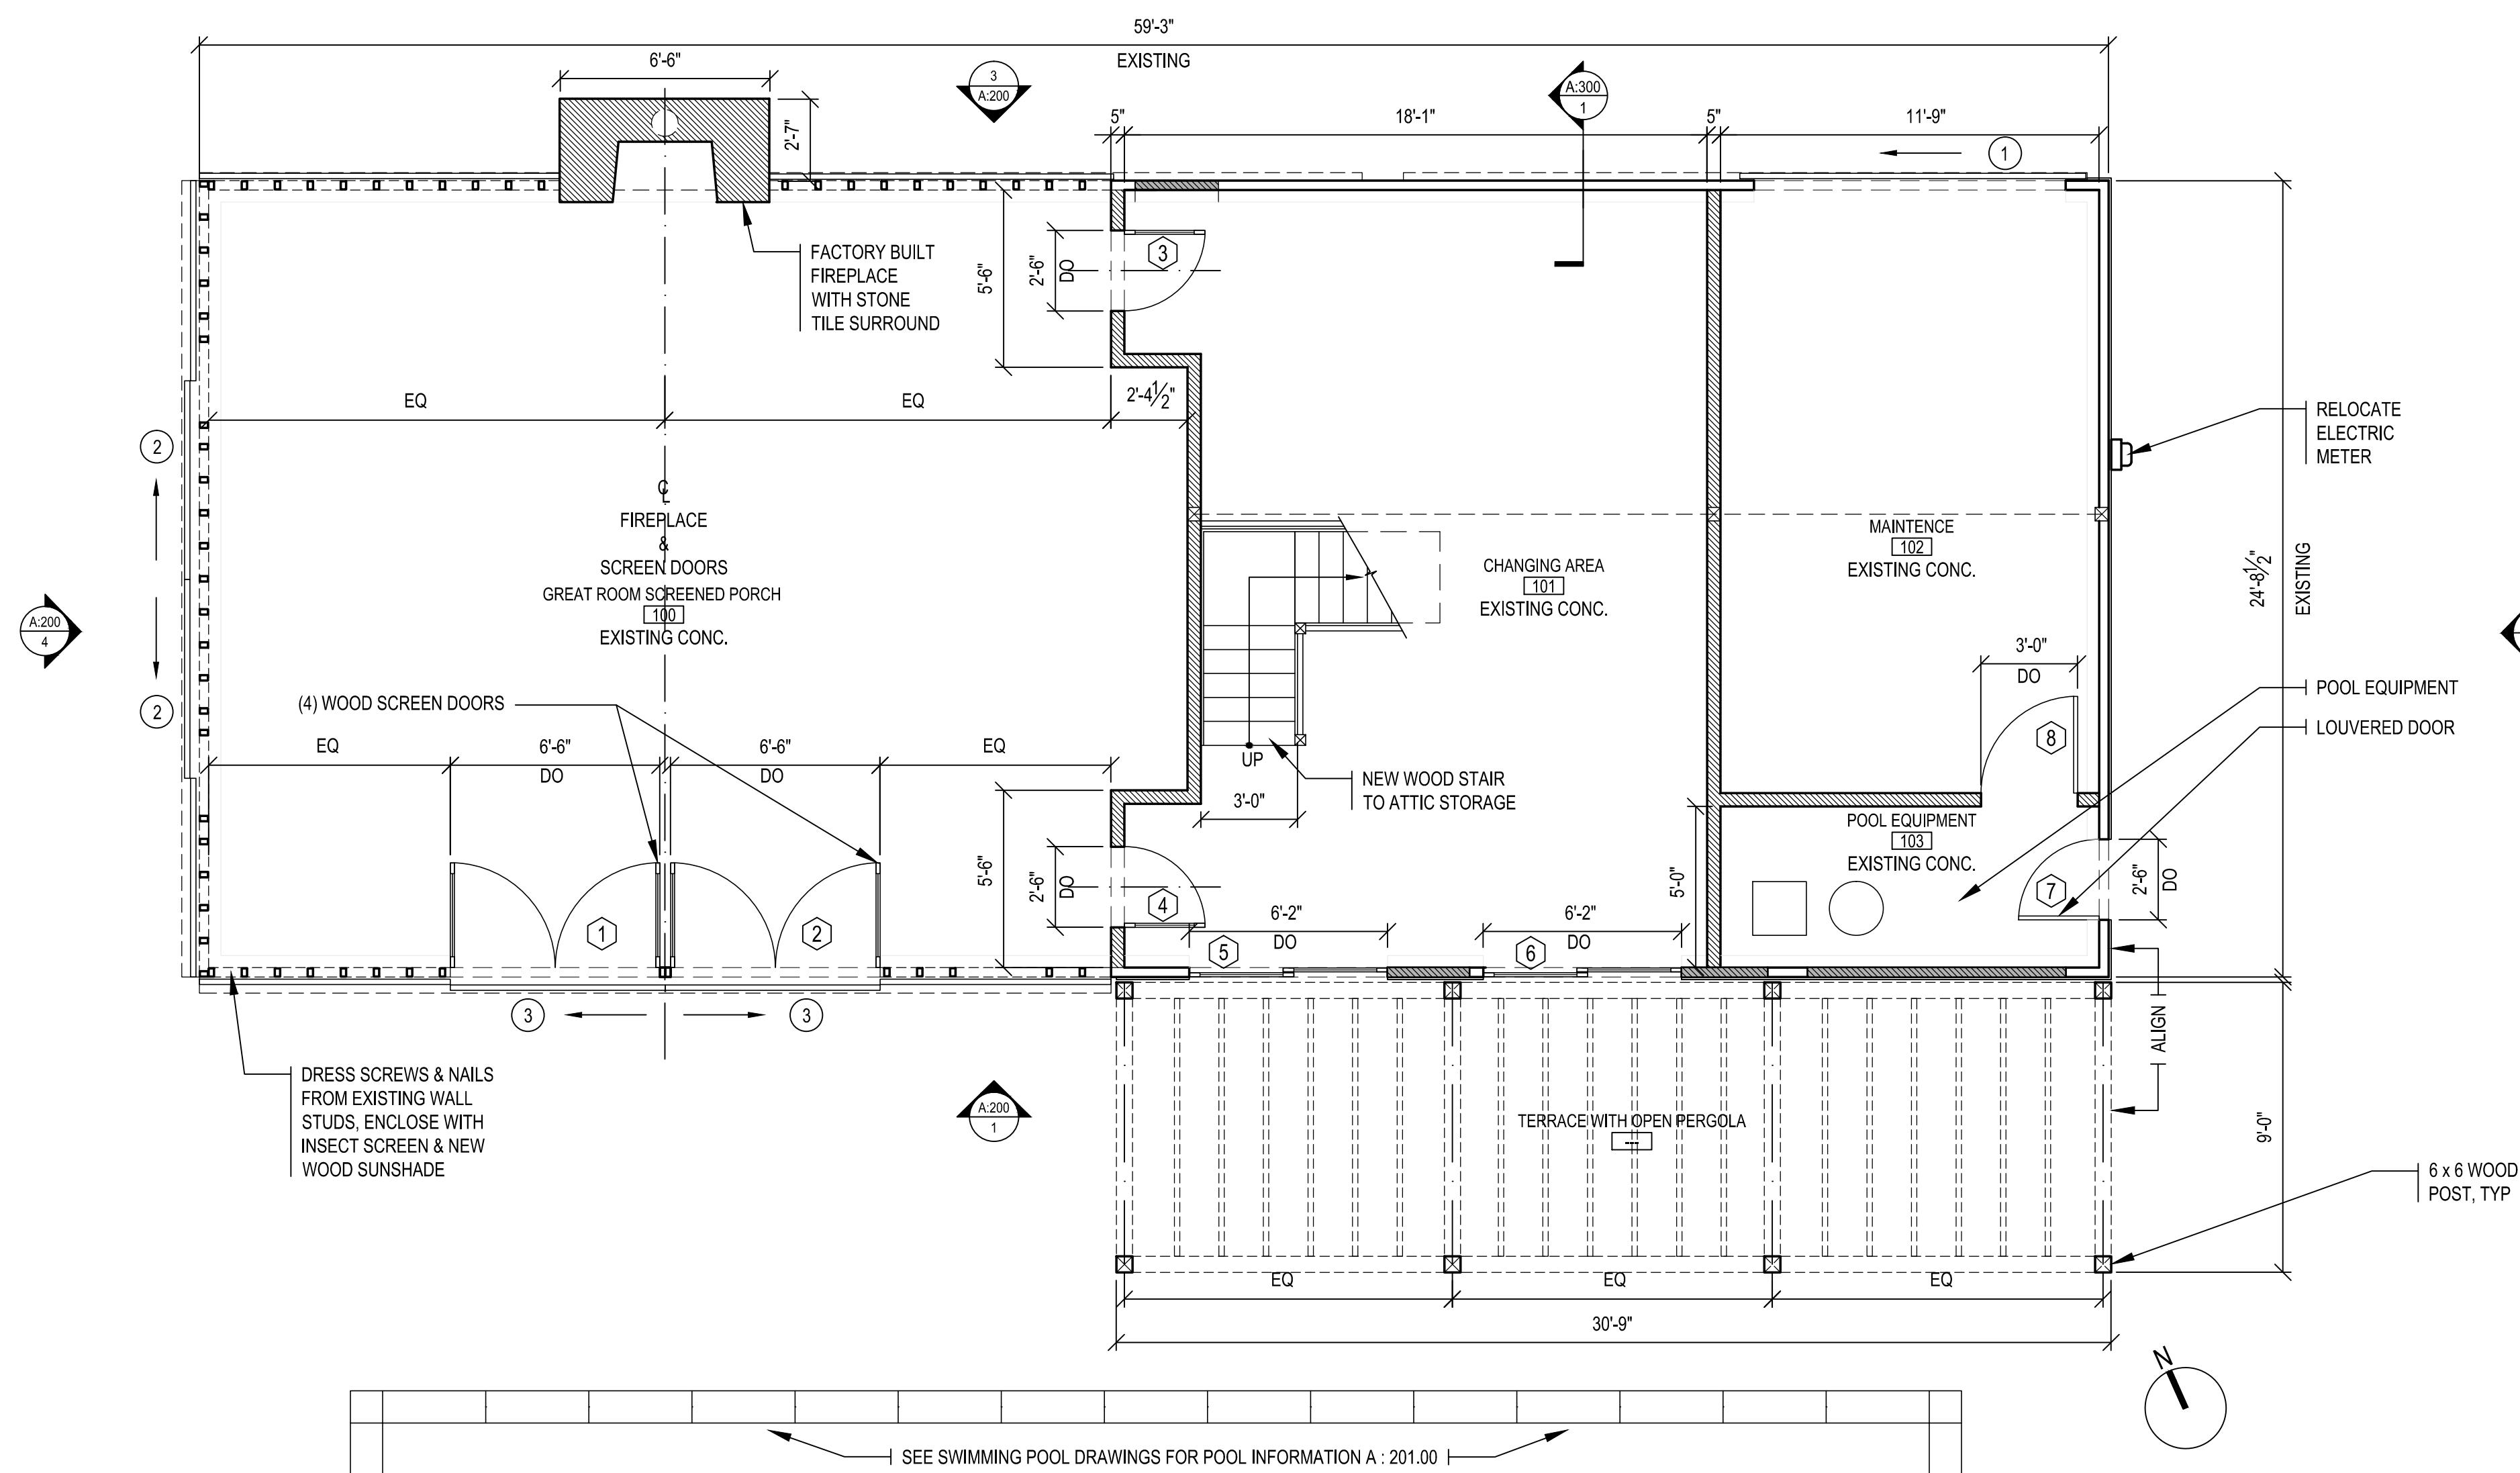 59'-3"
EXISTING
6'-6"
3
A:200
A:300
1
5"
18'-1"
5"
11'-9"
2'-7"
1
FACTORY BUILT
FIREPLACE
WITH STONE
TILE SURROUND
5'-6"
2'-6"
DO
3
EQ
EQ
2'-4 1/2"
RELOCATE
ELECTRIC
METER
2
2
A:200
4
CL
FIREPLACE
&
SCREEN DOORS
GREAT ROOM SCREENED PORCH
100
EXISTING CONC.
CHANGING AREA
101
EXISTING CONC.
MAINTENCE
102
EXISTING CONC.
24'-8 1/2"
EXISTING
3'-0"
DO
8
POOL EQUIPMENT
LOUVERED DOOR
(4) WOOD SCREEN DOORS
EQ
6'-6"
DO
6'-6"
DO
EQ
UP
3'-0"
NEW WOOD STAIR
TO ATTIC STORAGE
POOL EQUIPMENT
103
EXISTING CONC.
5'-6"
2'-6"
DO
4
5'-0"
7
2'-6"
DO
1
2
5
6'-2"
DO
6
6'-2"
DO
3
3
ALIGN
DRESS SCREWS & NAILS
FROM EXISTING WALL
STUDS, ENCLOSE WITH
INSECT SCREEN & NEW
WOOD SUNSHADE
A:200
1
TERRACE WITH OPEN PERGOLA
---
9'-0"
6 x 6 WOOD
POST, TYP
EQ
EQ
EQ
30'-9"
N
SEE SWIMMING POOL DRAWINGS FOR POOL INFORMATION A : 201.00